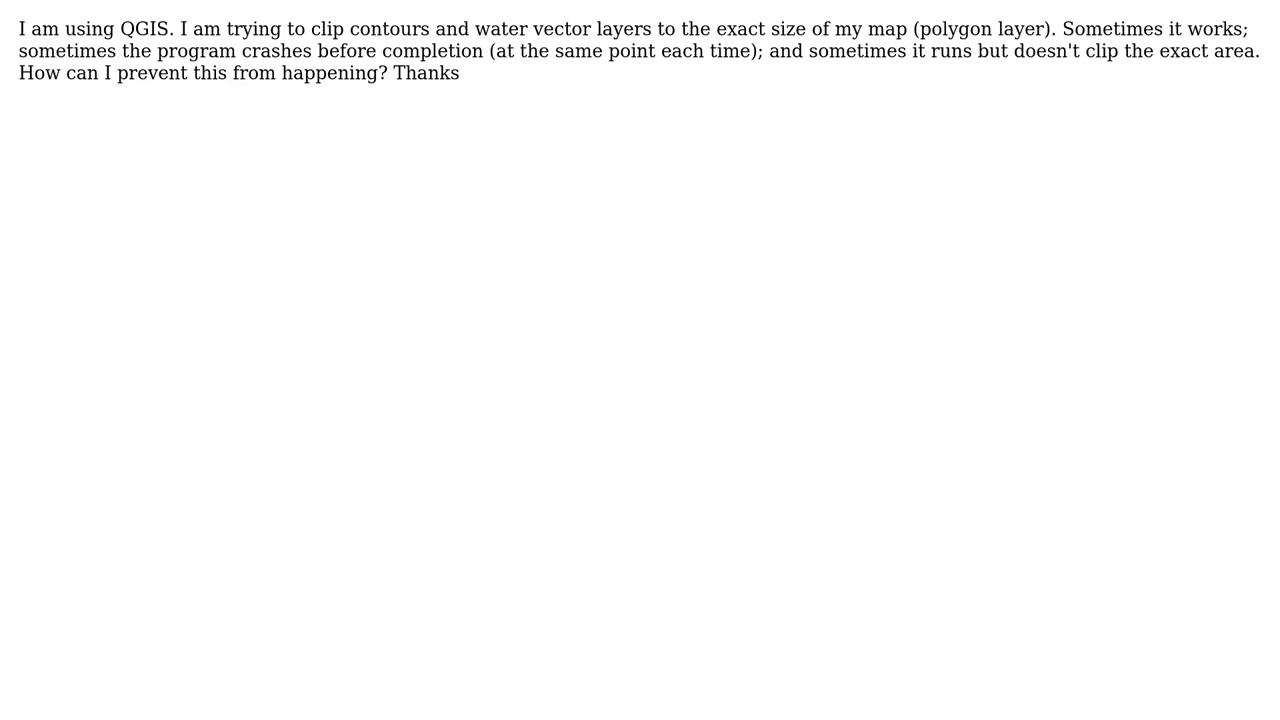 I am using QGIS. I am trying to clip contours and water vector layers to the exact size of my map (polygon layer). Sometimes it works;
sometimes the program crashes before completion (at the same point each time); and sometimes it runs but doesn't clip the exact area.
How can I prevent this from happening? Thanks